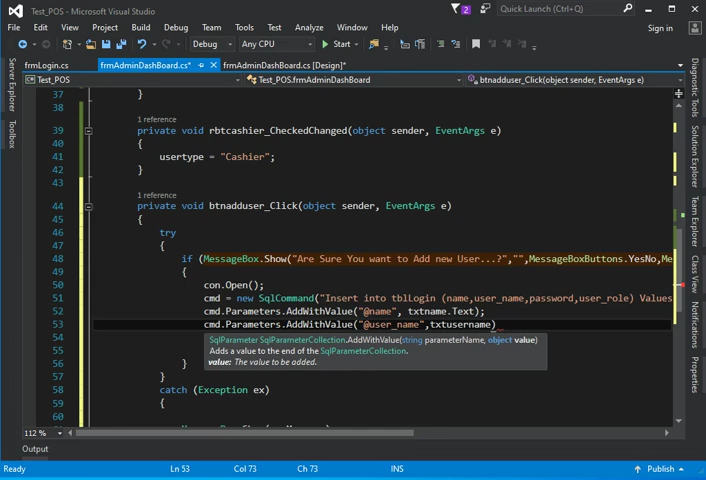 Test_POS - Microsoft Visual Studio
2
Quick Launch (Ctrl+Q)
File Edit View Project Build Debug Team Tools Test Analyze Window Help
Sign in
Debug Any CPU Start
frmLogin.cs frmAdminDashBoard.cs* frmAdminDashBoard.cs [Design]*
Test_POS Test_POS.frmAdminDashBoard btnadduser_Click(object sender, EventArgs e)
Server Explorer
Toolbox
37 }
38
1 reference
39 private void rbtcashier_CheckedChanged(object sender, EventArgs e)
40 {
41 usertype = "Cashier";
42 }
43
1 reference
44 private void btnadduser_Click(object sender, EventArgs e)
45 {
46 try
47 {
48 if (MessageBox.Show("Are Sure You want to Add new User...?","",MessageBoxButtons.YesNo,Me
49 {
50 con.Open();
51 cmd = new SqlCommand("Insert into tblLogin (name,user_name,password,user_role) Values
52 cmd.Parameters.AddWithValue("@name", txtname.Text);
53 cmd.Parameters.AddWithValue("@user_name",txtusername)
54
SqlParameter SqlParameterCollection.AddWithValue(string parameterName, object value)
Adds a value to the end of the SqlParameterCollection.
55
value: The value to be added.
56 }
57 }
58 catch (Exception ex)
59 {
60
61
112 %
Output
Ready Ln 53 Col 73 Ch 73 INS Publish
Diagnostic Tools
Solution Explorer
Team Explorer
Class View
Notifications
Properties